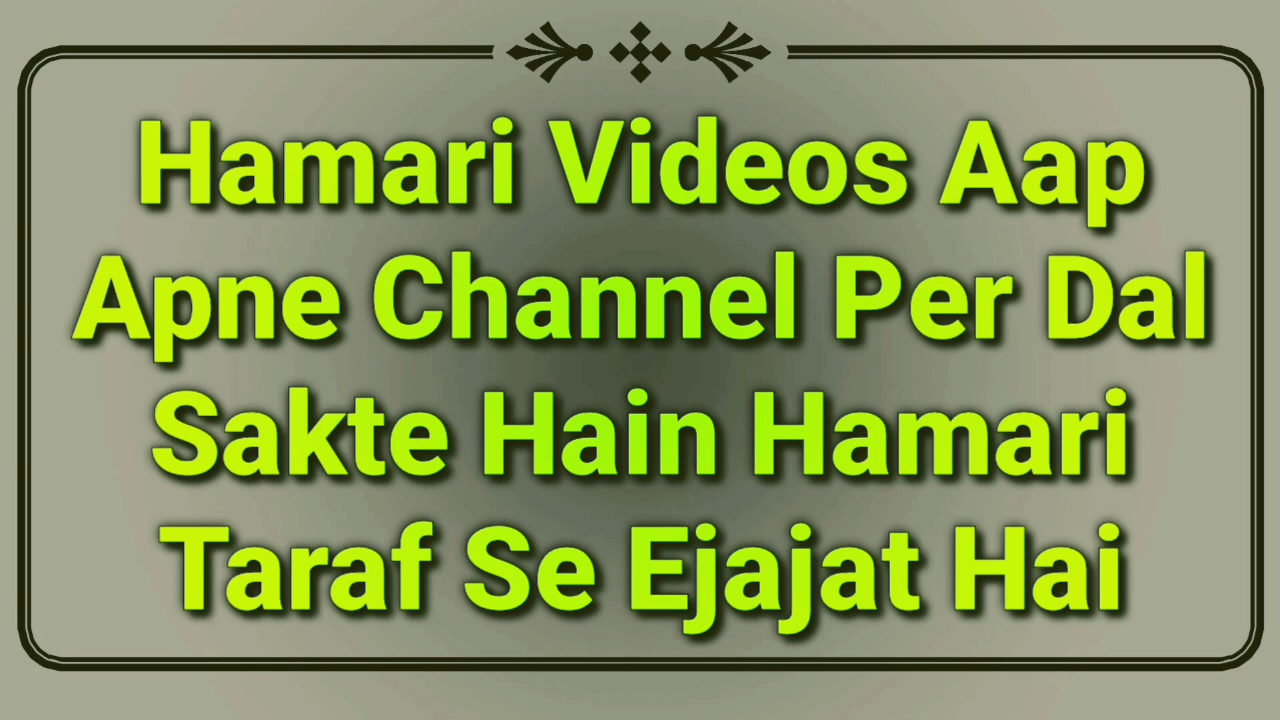 Hamari Videos Aap
Apne Channel Per Dal
Sakte Hain Hamari
Taraf Se Ejajat Hai